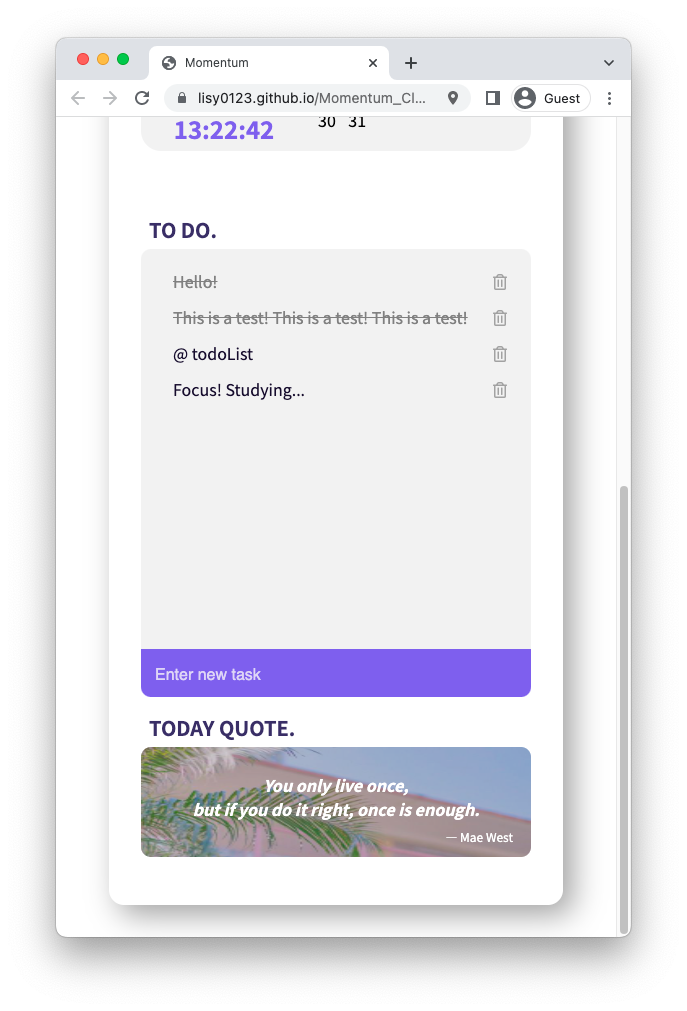 Momentum
lisy0123.github.io/Momentum_Cl...
Guest
13:22:42
30 31
TO DO.
Hello!
This is a test! This is a test! This is a test!
@ todoList
Focus! Studying...
Enter new task
TODAY QUOTE.
You only live once,
but if you do it right, once is enough.
— Mae West